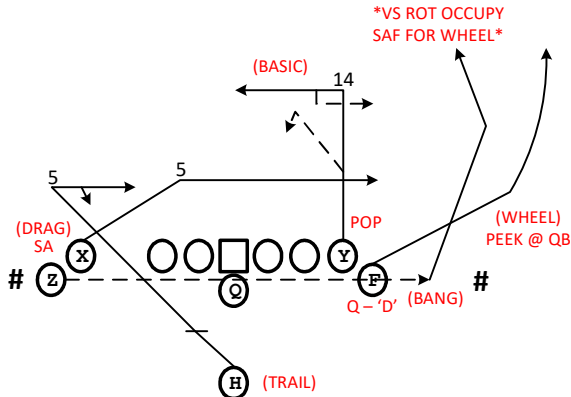 *VS ROT OCCUPY
SAF FOR WHEEL*
(BASIC)
14
5
5
(DRAG)
SA
POP
(WHEEL)
PEEK @ QB
X
Y
#
Z
Q
F
(BANG)
#
Q – 'D'
H
(TRAIL)